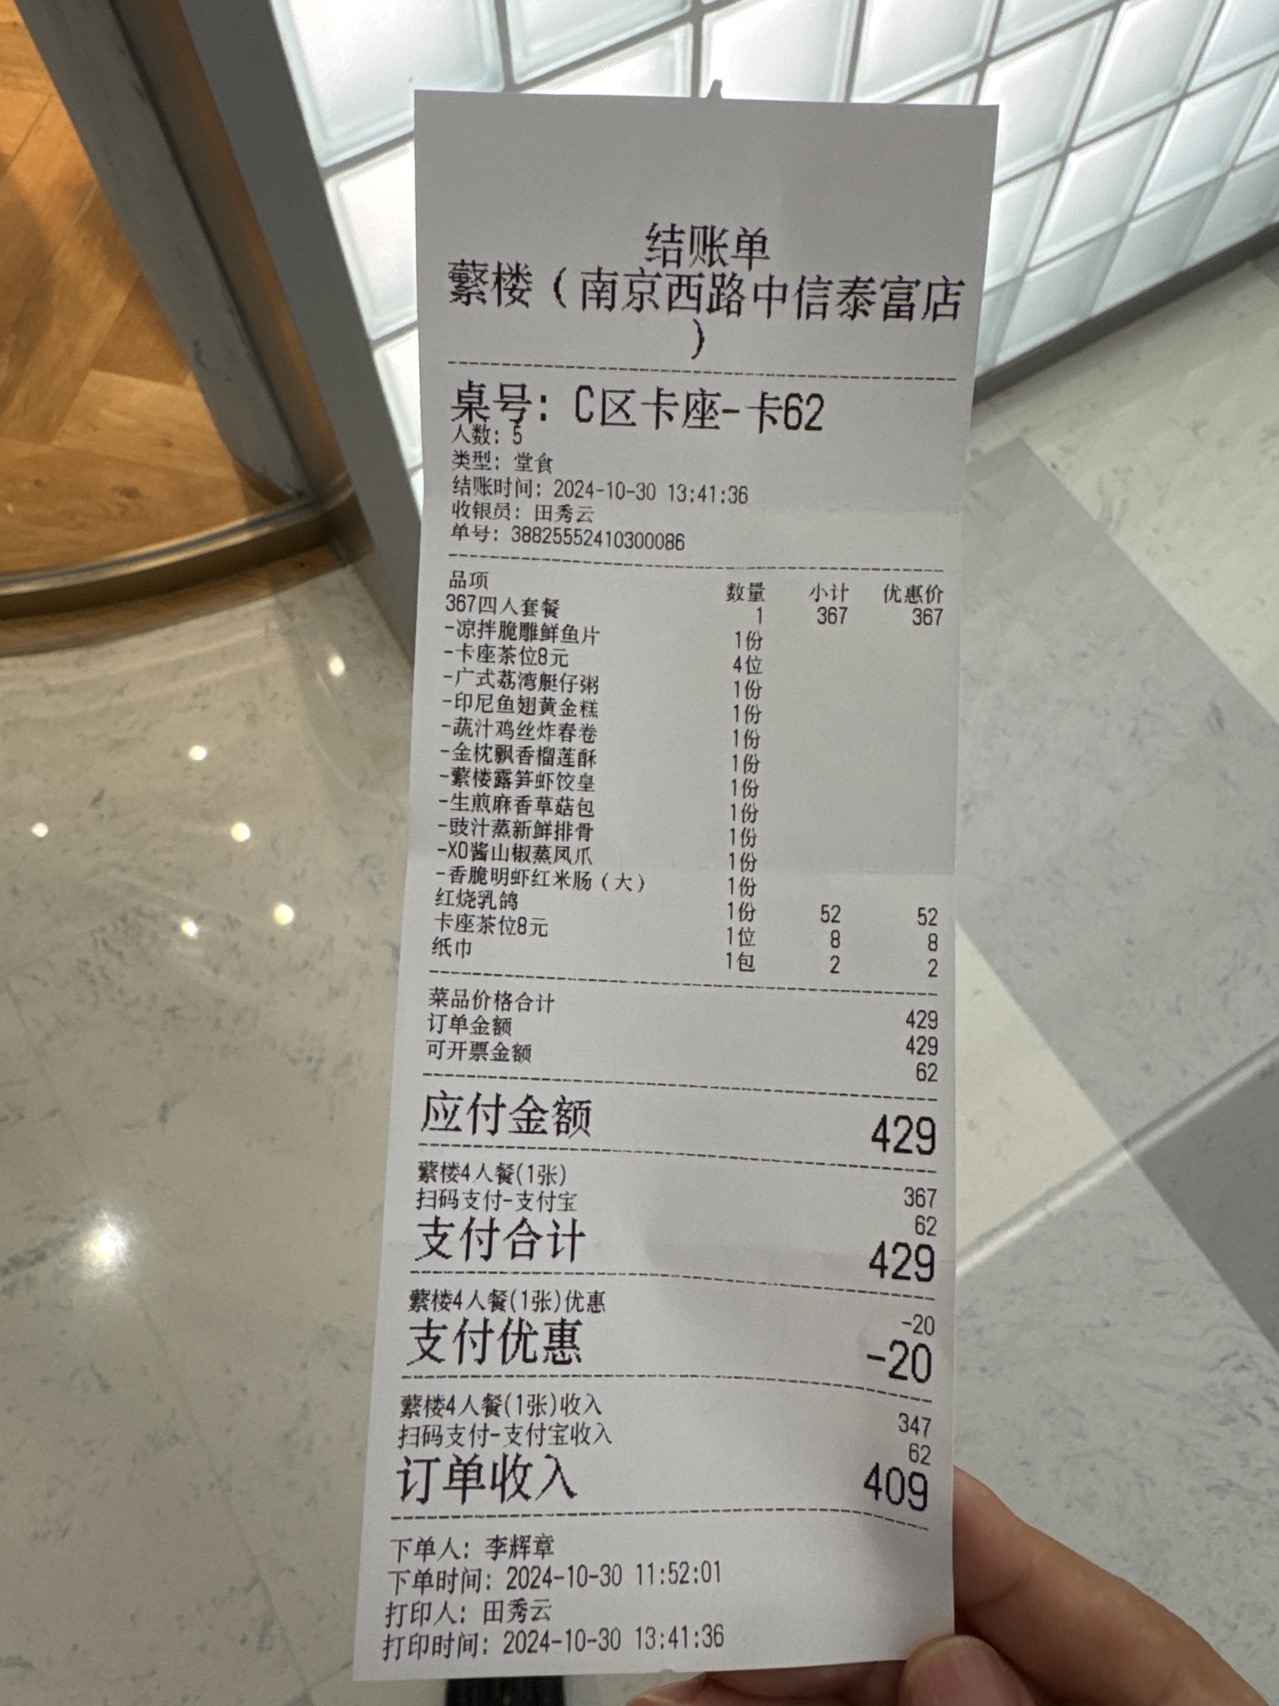 结账单
蘩楼（南京西路中信泰富店
）
桌号: C区卡座-卡62
人数: 5
类型: 堂食
结账时间: 2024-10-30 13:41:36
收银员: 田秀云
单号: 38825552410300086
品项 数量 小计 优惠价
367四人套餐 1 367 367
-凉拌脆雕鲜鱼片 1份
-卡座茶位8元 4位
-广式荔湾艇仔粥 1份
-印尼鱼翅黄金糕 1份
-蔬汁鸡丝炸春卷 1份
-金枕飘香榴莲酥 1份
-蘩楼露笋虾饺皇 1份
-生煎麻香草菇包 1份
-豉汁蒸新鲜排骨 1份
-XO酱山椒蒸凤爪 1份
-香脆明虾红米肠（大） 1份
红烧乳鸽 1份 52 52
卡座茶位8元 1位 8 8
纸巾 1包 2 2
菜品价格合计 429
订单金额 429
可开票金额 62
应付金额 429
蘩楼4人餐(1张) 367
扫码支付-支付宝 62
支付合计 429
蘩楼4人餐(1张)优惠 -20
支付优惠 -20
蘩楼4人餐(1张)收入 347
扫码支付-支付宝收入 62
订单收入 409
下单人: 李辉章
下单时间: 2024-10-30 11:52:01
打印人: 田秀云
打印时间: 2024-10-30 13:41:36